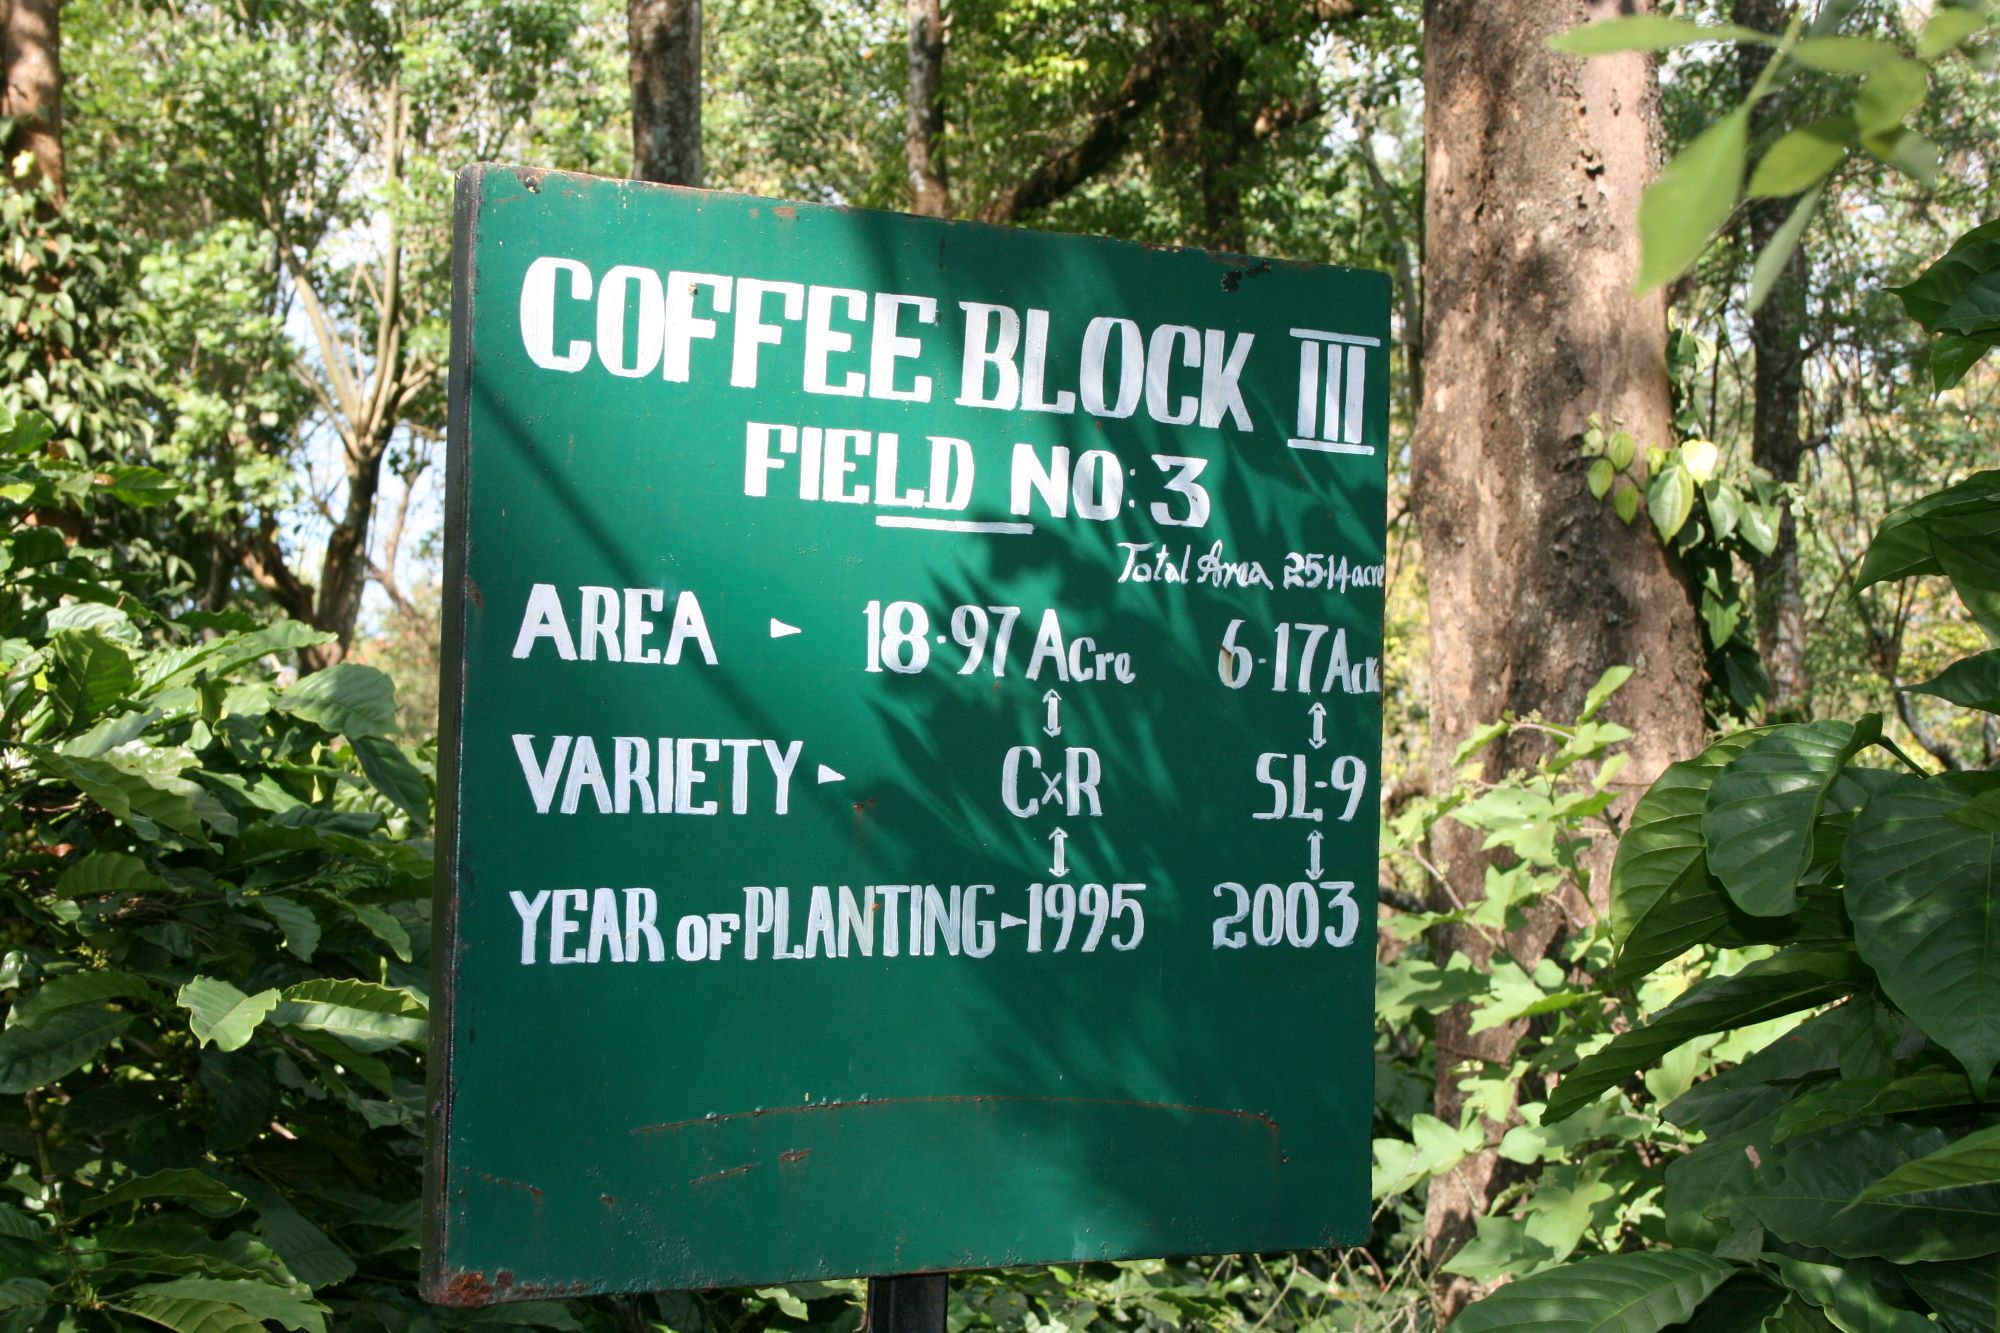 COFFEE BLOCK III
FIELD NO: 3
Total Area 25.14 acre
AREA - 18.97 Acre 6.17 Acre
VARIETY - C×R SL-9
YEAR OF PLANTING - 1995 2003